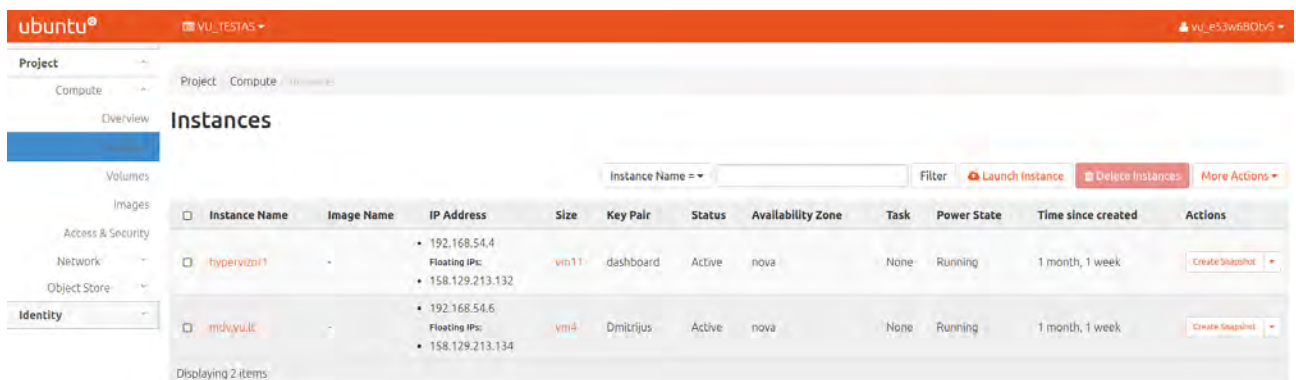 ubuntu®
VU_TESTAS
Project
Project Compute
Compute
Overview
Instances
Volumes
Images
Access & Security
Network
Object Store
Identity
Instance Name =
Filter
Launch Instance
Delete Instances
More Actions
Instance Name Image Name IP Address Size Key Pair Status Availability Zone Task Power State Time since created Actions
hypervizor1 - • 192.168.54.4 Floating IPs: • 158.129.213.132 vm11 dashboard Active nova None Running 1 month, 1 week Create Snapshot
mdv.vu.lt - • 192.168.54.6 Floating IPs: • 158.129.213.134 vm4 Dmitrijus Active nova None Running 1 month, 1 week Create Snapshot
Displaying 2 items